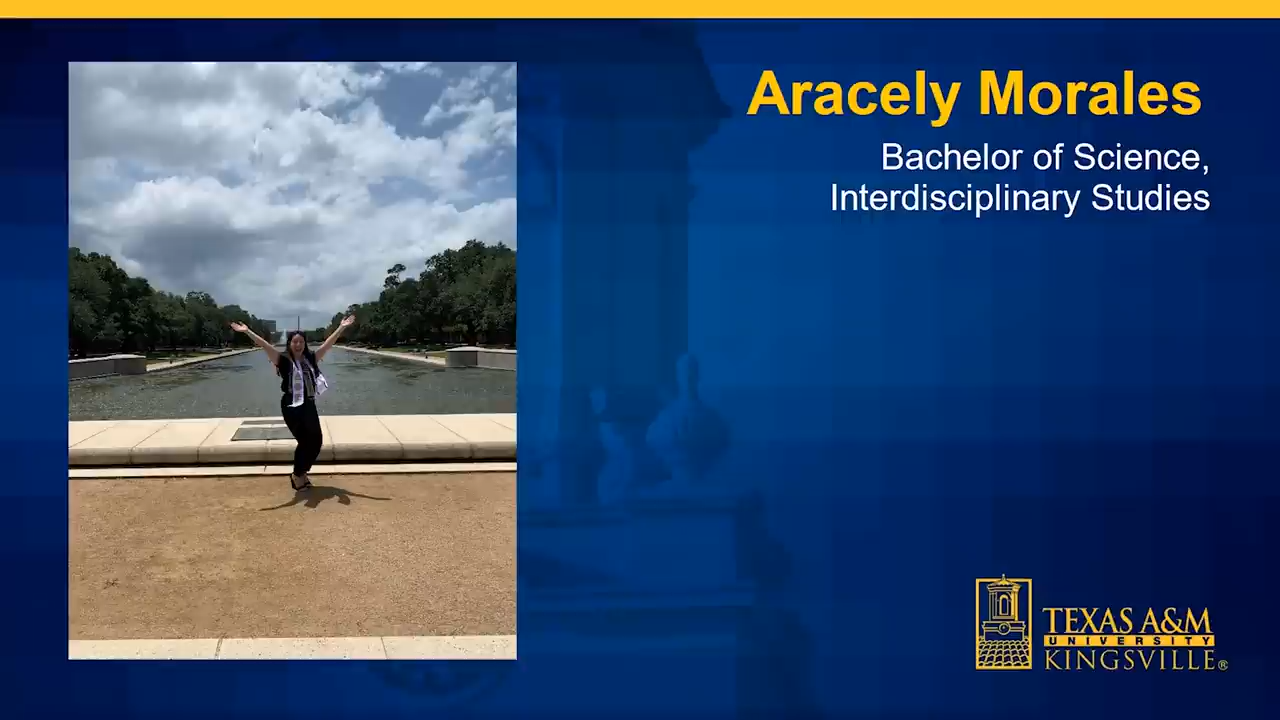 Aracely Morales
Bachelor of Science,
Interdisciplinary Studies
TEXAS A&M
UNIVERSITY
KINGSVILLE®